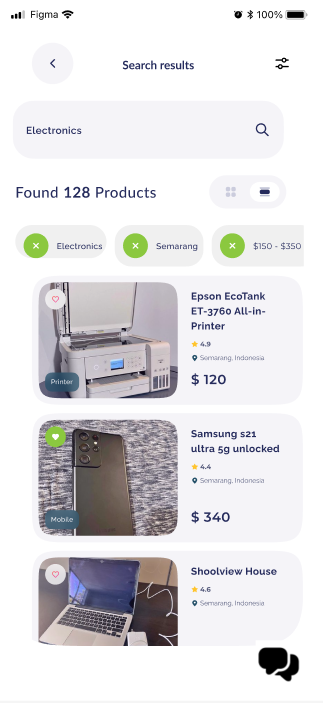 Figma
100%
Search results
Electronics
Found 128 Products
Electronics
Semarang
$150 - $350
Epson EcoTank
ET-3760 All-in-
Printer
4.9
Semarang, Indonesia
$ 120
Printer
Samsung s21
ultra 5g unlocked
4.4
Semarang, Indonesia
$ 340
Mobile
Shoolview House
4.6
Semarang, Indonesia